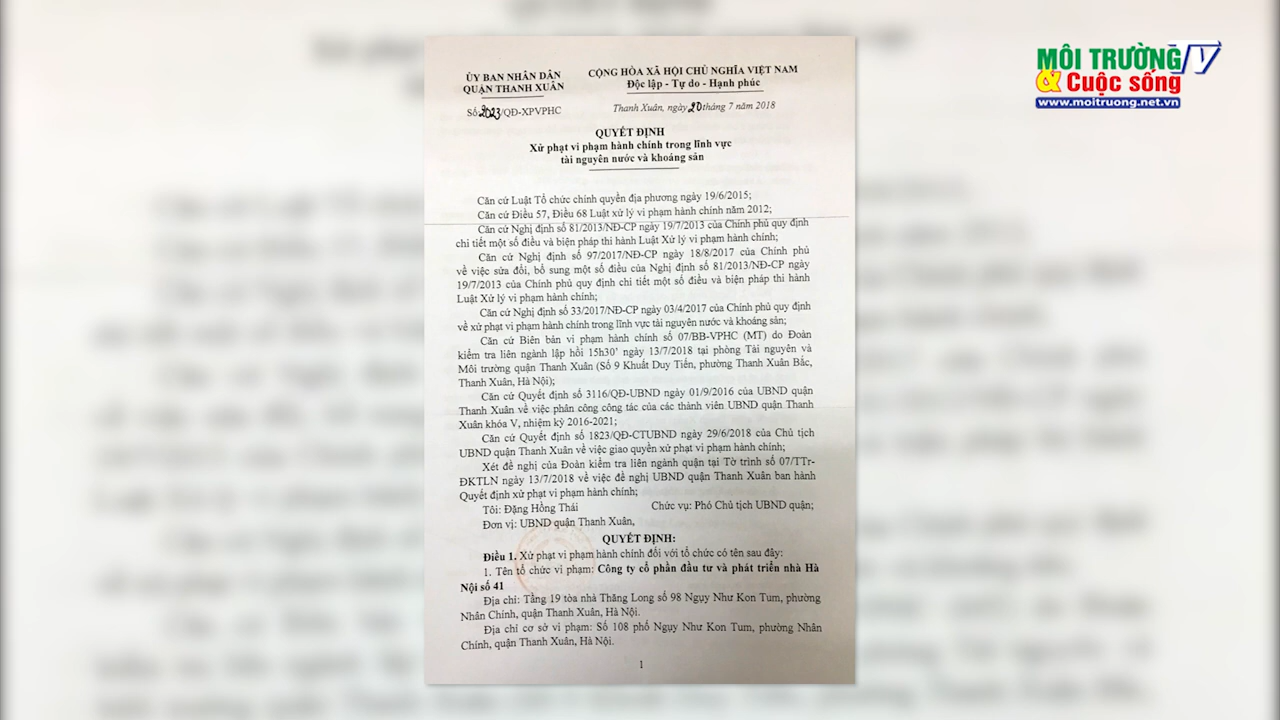 MÔI TRƯỜNG TV
& Cuộc sống
www.moitruong.net.vn
ỦY BAN NHÂN DÂN
QUẬN THANH XUÂN
Số: 2023/QĐ-XPVPHC
CỘNG HÒA XÃ HỘI CHỦ NGHĨA VIỆT NAM
Độc lập - Tự do - Hạnh phúc
Thanh Xuân, ngày 20 tháng 7 năm 2018
QUYẾT ĐỊNH
Xử phạt vi phạm hành chính trong lĩnh vực
tài nguyên nước và khoáng sản
Căn cứ Luật Tổ chức chính quyền địa phương ngày 19/6/2015;
Căn cứ Điều 57, Điều 68 Luật xử lý vi phạm hành chính năm 2012;
Căn cứ Nghị định số 81/2013/NĐ-CP ngày 19/7/2013 của Chính phủ quy định
chi tiết một số điều và biện pháp thi hành Luật Xử lý vi phạm hành chính;
Căn cứ Nghị định số 97/2017/NĐ-CP ngày 18/8/2017 của Chính phủ
về việc sửa đổi, bổ sung một số điều của Nghị định số 81/2013/NĐ-CP ngày
19/7/2013 của Chính phủ quy định chi tiết một số điều và biện pháp thi hành
Luật Xử lý vi phạm hành chính;
Căn cứ Nghị định số 33/2017/NĐ-CP ngày 03/4/2017 của Chính phủ quy định
về xử phạt vi phạm hành chính trong lĩnh vực tài nguyên nước và khoáng sản;
Căn cứ Biên bản vi phạm hành chính số 07/BB-VPHC (MT) do Đoàn
kiểm tra liên ngành lập hồi 15h30' ngày 13/7/2018 tại phòng Tài nguyên và
Môi trường quận Thanh Xuân (Số 9 Khuất Duy Tiến, phường Thanh Xuân Bắc,
Thanh Xuân, Hà Nội);
Căn cứ Quyết định số 3116/QĐ-UBND ngày 01/9/2016 của UBND quận
Thanh Xuân về việc phân công công tác của các thành viên UBND quận Thanh
Xuân khóa V, nhiệm kỳ 2016-2021;
Căn cứ Quyết định số 1823/QĐ-CTUBND ngày 29/6/2018 của Chủ tịch
UBND quận Thanh Xuân về việc giao quyền xử phạt vi phạm hành chính;
Xét đề nghị của Đoàn kiểm tra liên ngành quận tại Tờ trình số 07/TTr-
ĐKTLN ngày 13/7/2018 về việc đề nghị UBND quận Thanh Xuân ban hành
Quyết định xử phạt vi phạm hành chính;
Tôi: Đặng Hồng Thái Chức vụ: Phó Chủ tịch UBND quận;
Đơn vị: UBND quận Thanh Xuân,
QUYẾT ĐỊNH:
Điều 1. Xử phạt vi phạm hành chính đối với tổ chức có tên sau đây:
1. Tên tổ chức vi phạm: Công ty cổ phần đầu tư và phát triển nhà Hà
Nội số 41
Địa chỉ: Tầng 19 tòa nhà Thăng Long số 98 Ngụy Như Kon Tum, phường
Nhân Chính, quận Thanh Xuân, Hà Nội.
Địa chỉ cơ sở vi phạm: Số 108 phố Ngụy Như Kon Tum, phường Nhân
Chính, quận Thanh Xuân, Hà Nội.
1